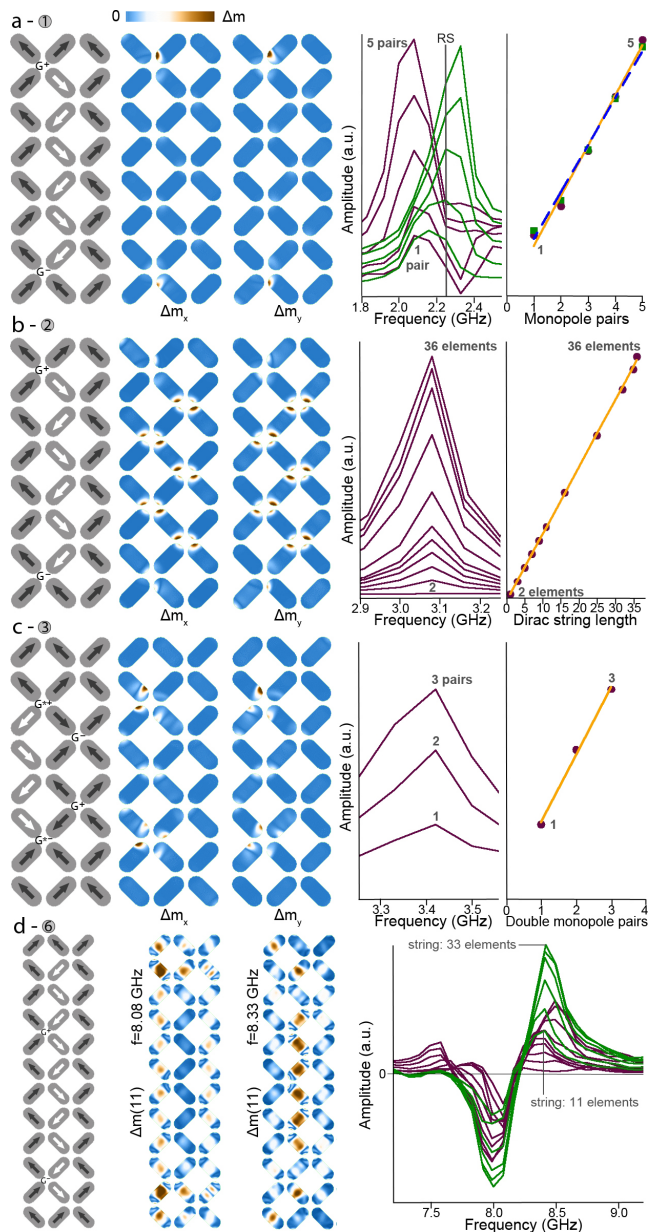 a - ①
0
Δm
G⁺
G⁻
Δmₓ
Δmᵧ
5 pairs
RS
1
pair
Amplitude (a.u.)
1.8
2.0
2.2
2.4
Frequency (GHz)
5
1
0
1
2
3
4
5
Monopole pairs
b - ②
G⁺
G⁻
Δmₓ
Δmᵧ
36 elements
2
Amplitude (a.u.)
2.9
3.0
3.1
3.2
Frequency (GHz)
36 elements
2 elements
0
5
10
15
20
25
30
35
Dirac string length
c - ③
G*⁺
G⁻
G⁺
G*⁻
Δmₓ
Δmᵧ
3 pairs
2
1
Amplitude (a.u.)
3.3
3.4
3.5
Frequency (GHz)
3
1
0
1
2
3
4
Double monopole pairs
d - ⑥
G⁺
G⁻
f=8.08 GHz
Δm(11)
f=8.33 GHz
Δm(11)
string: 33 elements
string: 11 elements
Amplitude (a.u.)
0
7.5
8.0
8.5
9.0
Frequency (GHz)